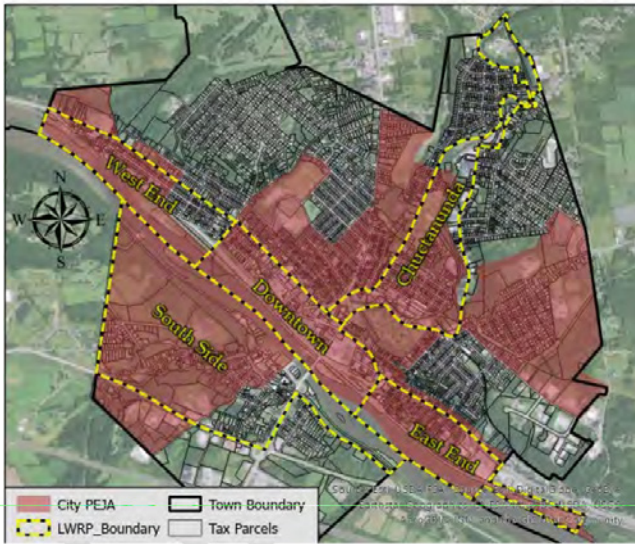 West End
N
W
E
S
Chuctanunda
Downtown
South Side
East End
City PEJA
Town Boundary
LWRP_Boundary
Tax Parcels